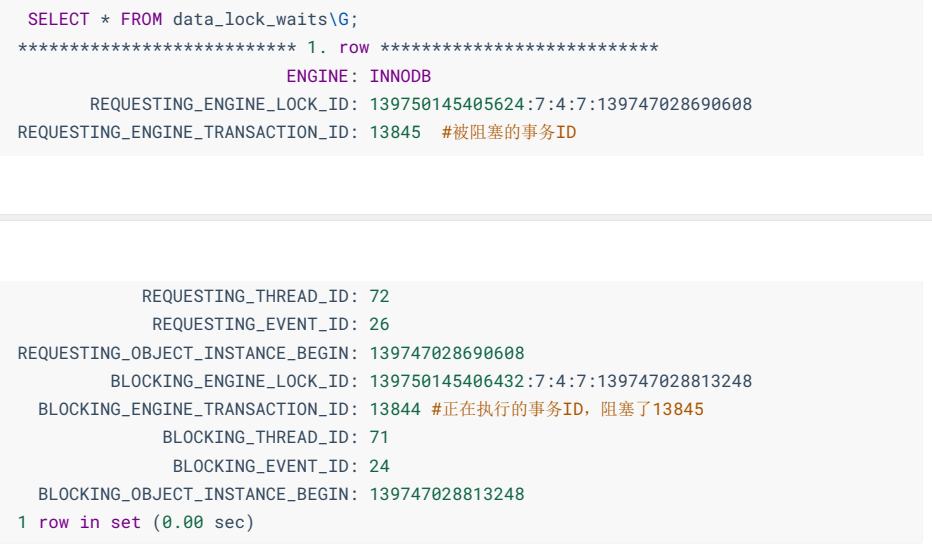 SELECT * FROM data_lock_waits\G;
*************************** 1. row ***************************
ENGINE: INNODB
REQUESTING_ENGINE_LOCK_ID: 139750145405624:7:4:7:139747028690608
REQUESTING_ENGINE_TRANSACTION_ID: 13845 #被阻塞的事务ID
REQUESTING_THREAD_ID: 72
REQUESTING_EVENT_ID: 26
REQUESTING_OBJECT_INSTANCE_BEGIN: 139747028690608
BLOCKING_ENGINE_LOCK_ID: 139750145406432:7:4:7:139747028813248
BLOCKING_ENGINE_TRANSACTION_ID: 13844 #正在执行的事务ID，阻塞了13845
BLOCKING_THREAD_ID: 71
BLOCKING_EVENT_ID: 24
BLOCKING_OBJECT_INSTANCE_BEGIN: 139747028813248
1 row in set (0.00 sec)